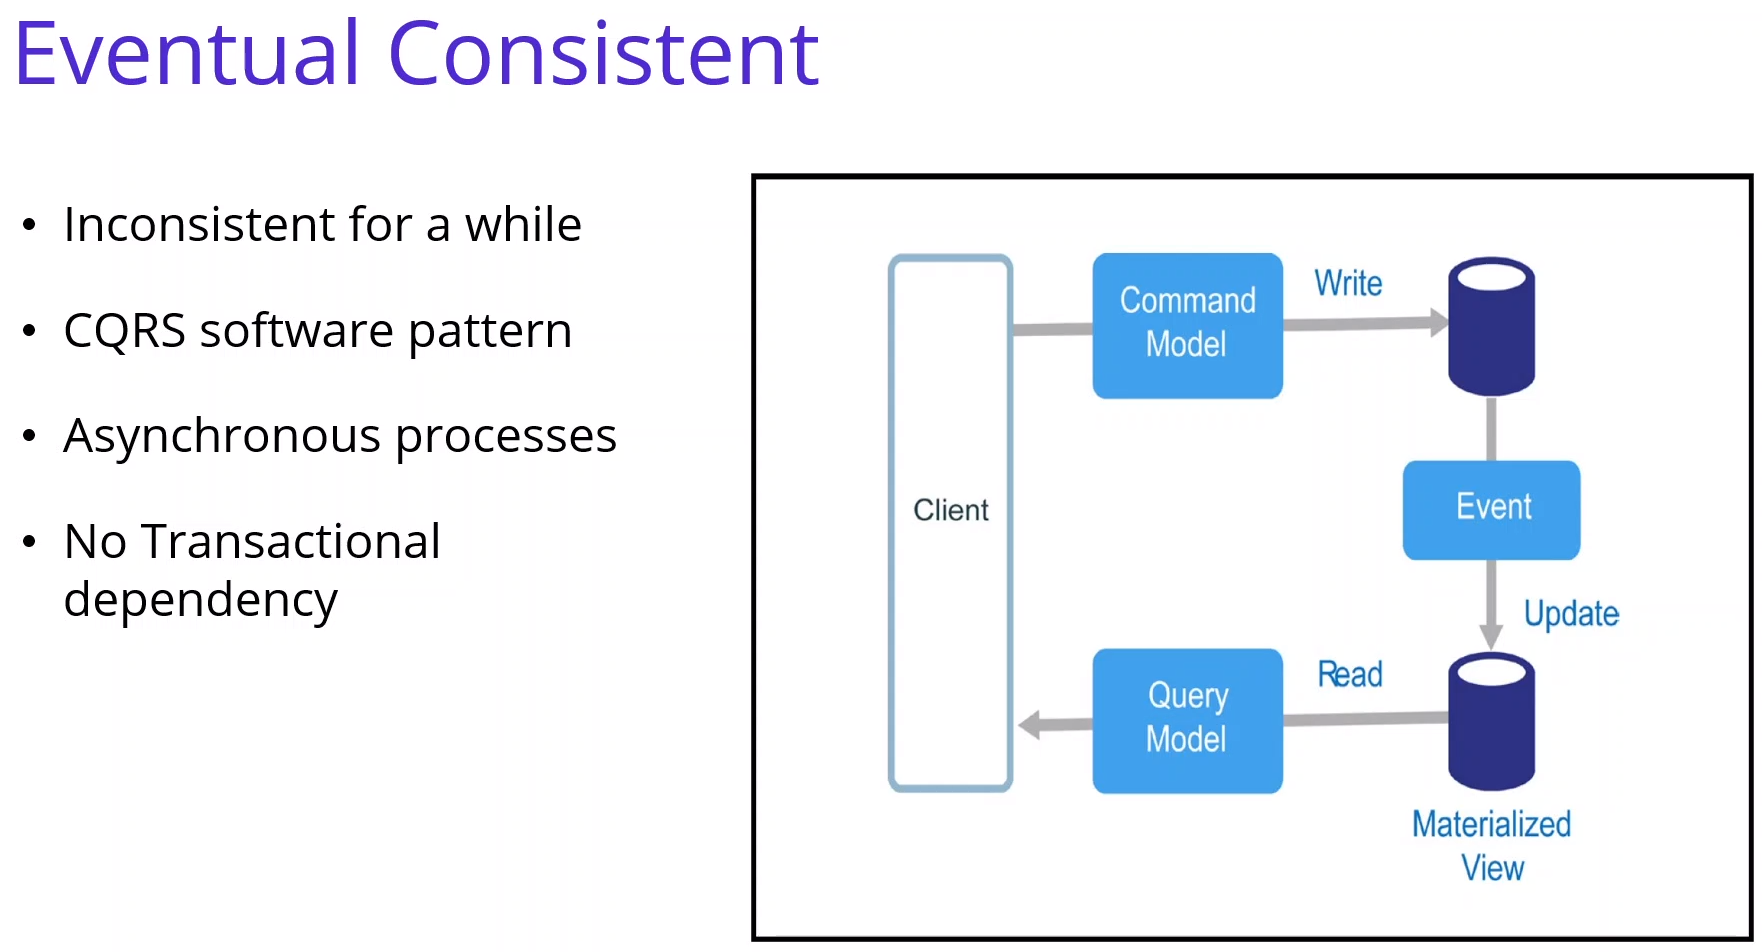 Eventual Consistent
• Inconsistent for a while
• CQRS software pattern
• Asynchronous processes
• No Transactional
dependency
Client
Command
Model
Write
Event
Update
Query
Model
Read
Materialized
View